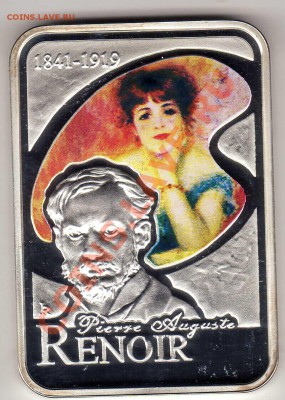 COINS.LAVE.RU
1841-1919
Pierre Auguste
RENOIR